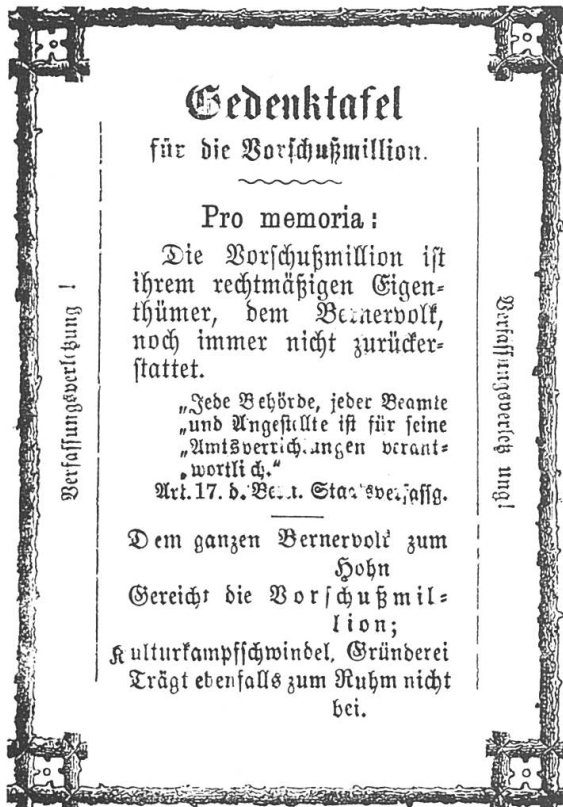 Gedenktafel
für die Vorschußmillion.
Pro memoria:
Die Vorschußmillion ist
ihrem rechtmäßigen Eigen-
thümer, dem Bernervolk,
noch immer nicht zurücker-
stattet.
„Jede Behörde, jeder Beamte
„und Angestellte ist für seine
„Amtsverrichtungen verant-
„wortlich.“
Art. 17. d. Staatsverfassg.
Dem ganzen Bernervolk zum
Hohn
Gereicht die Vorschußmil-
lion;
Kulturkampfschwindel, Gründerei
Trägt ebenfalls zum Ruhm nicht
bei.
Verfassungsverletzung!
Verfassungsverletzung!